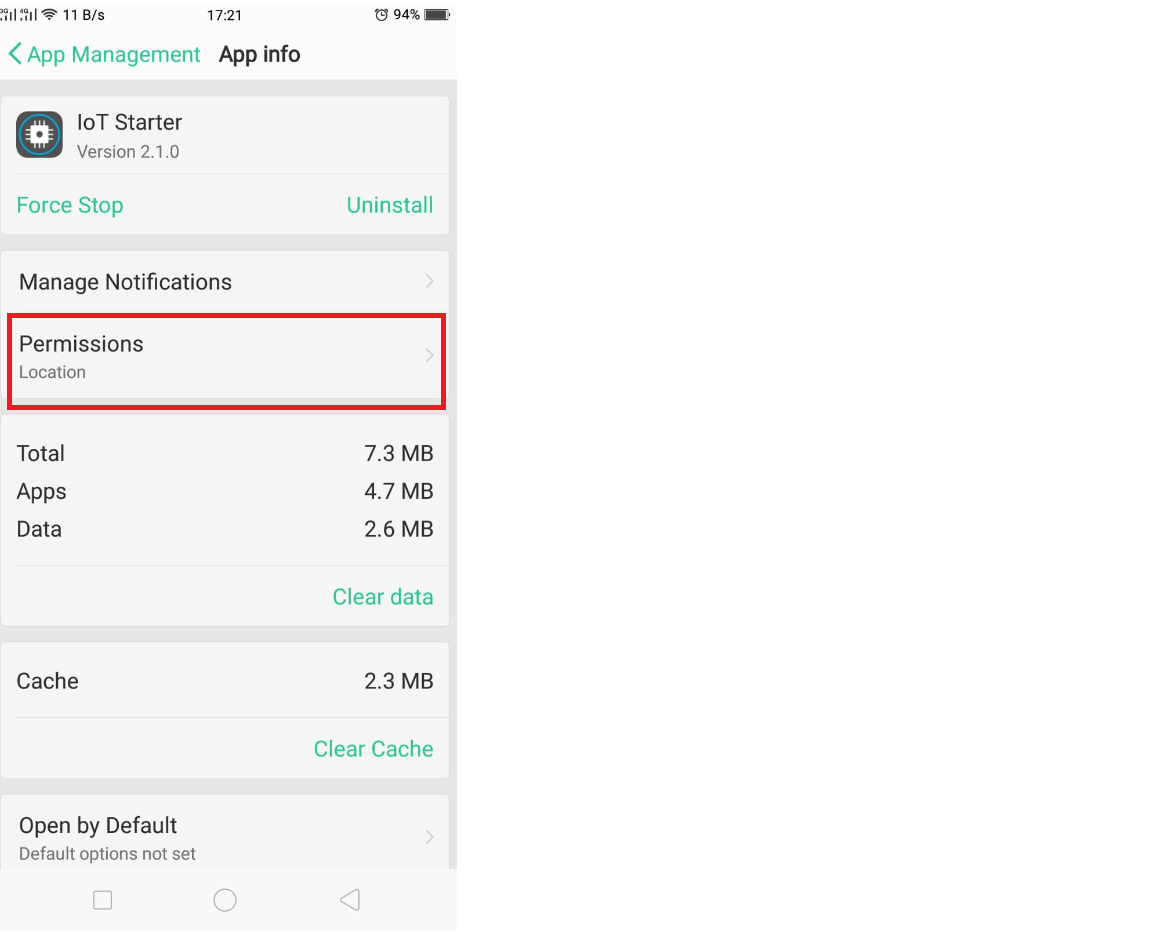 3G 4G 11 B/s 17:21 94%
App Management App info
IoT Starter
Version 2.1.0
Force Stop Uninstall
Manage Notifications
Permissions
Location
Total 7.3 MB
Apps 4.7 MB
Data 2.6 MB
Clear data
Cache 2.3 MB
Clear Cache
Open by Default
Default options not set